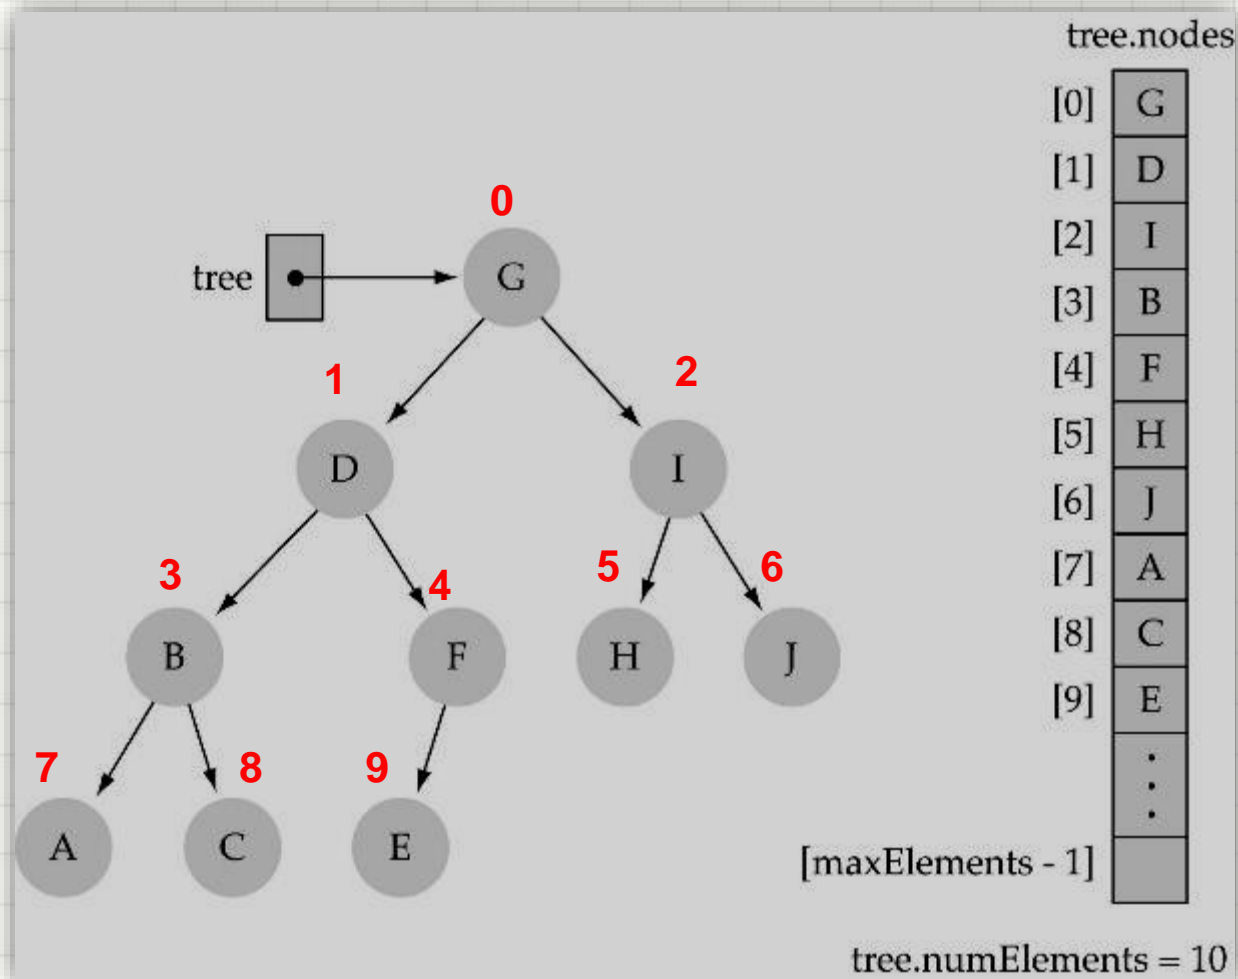 tree.nodes
[0] G
[1] D
0
[2] I
tree
G
[3] B
1
2
[4] F
[5] H
D
I
[6] J
3
4
5
6
[7] A
B
F
H
J
[8] C
[9] E
7
8
9
A
C
E
[maxElements - 1]
tree.numElements = 10